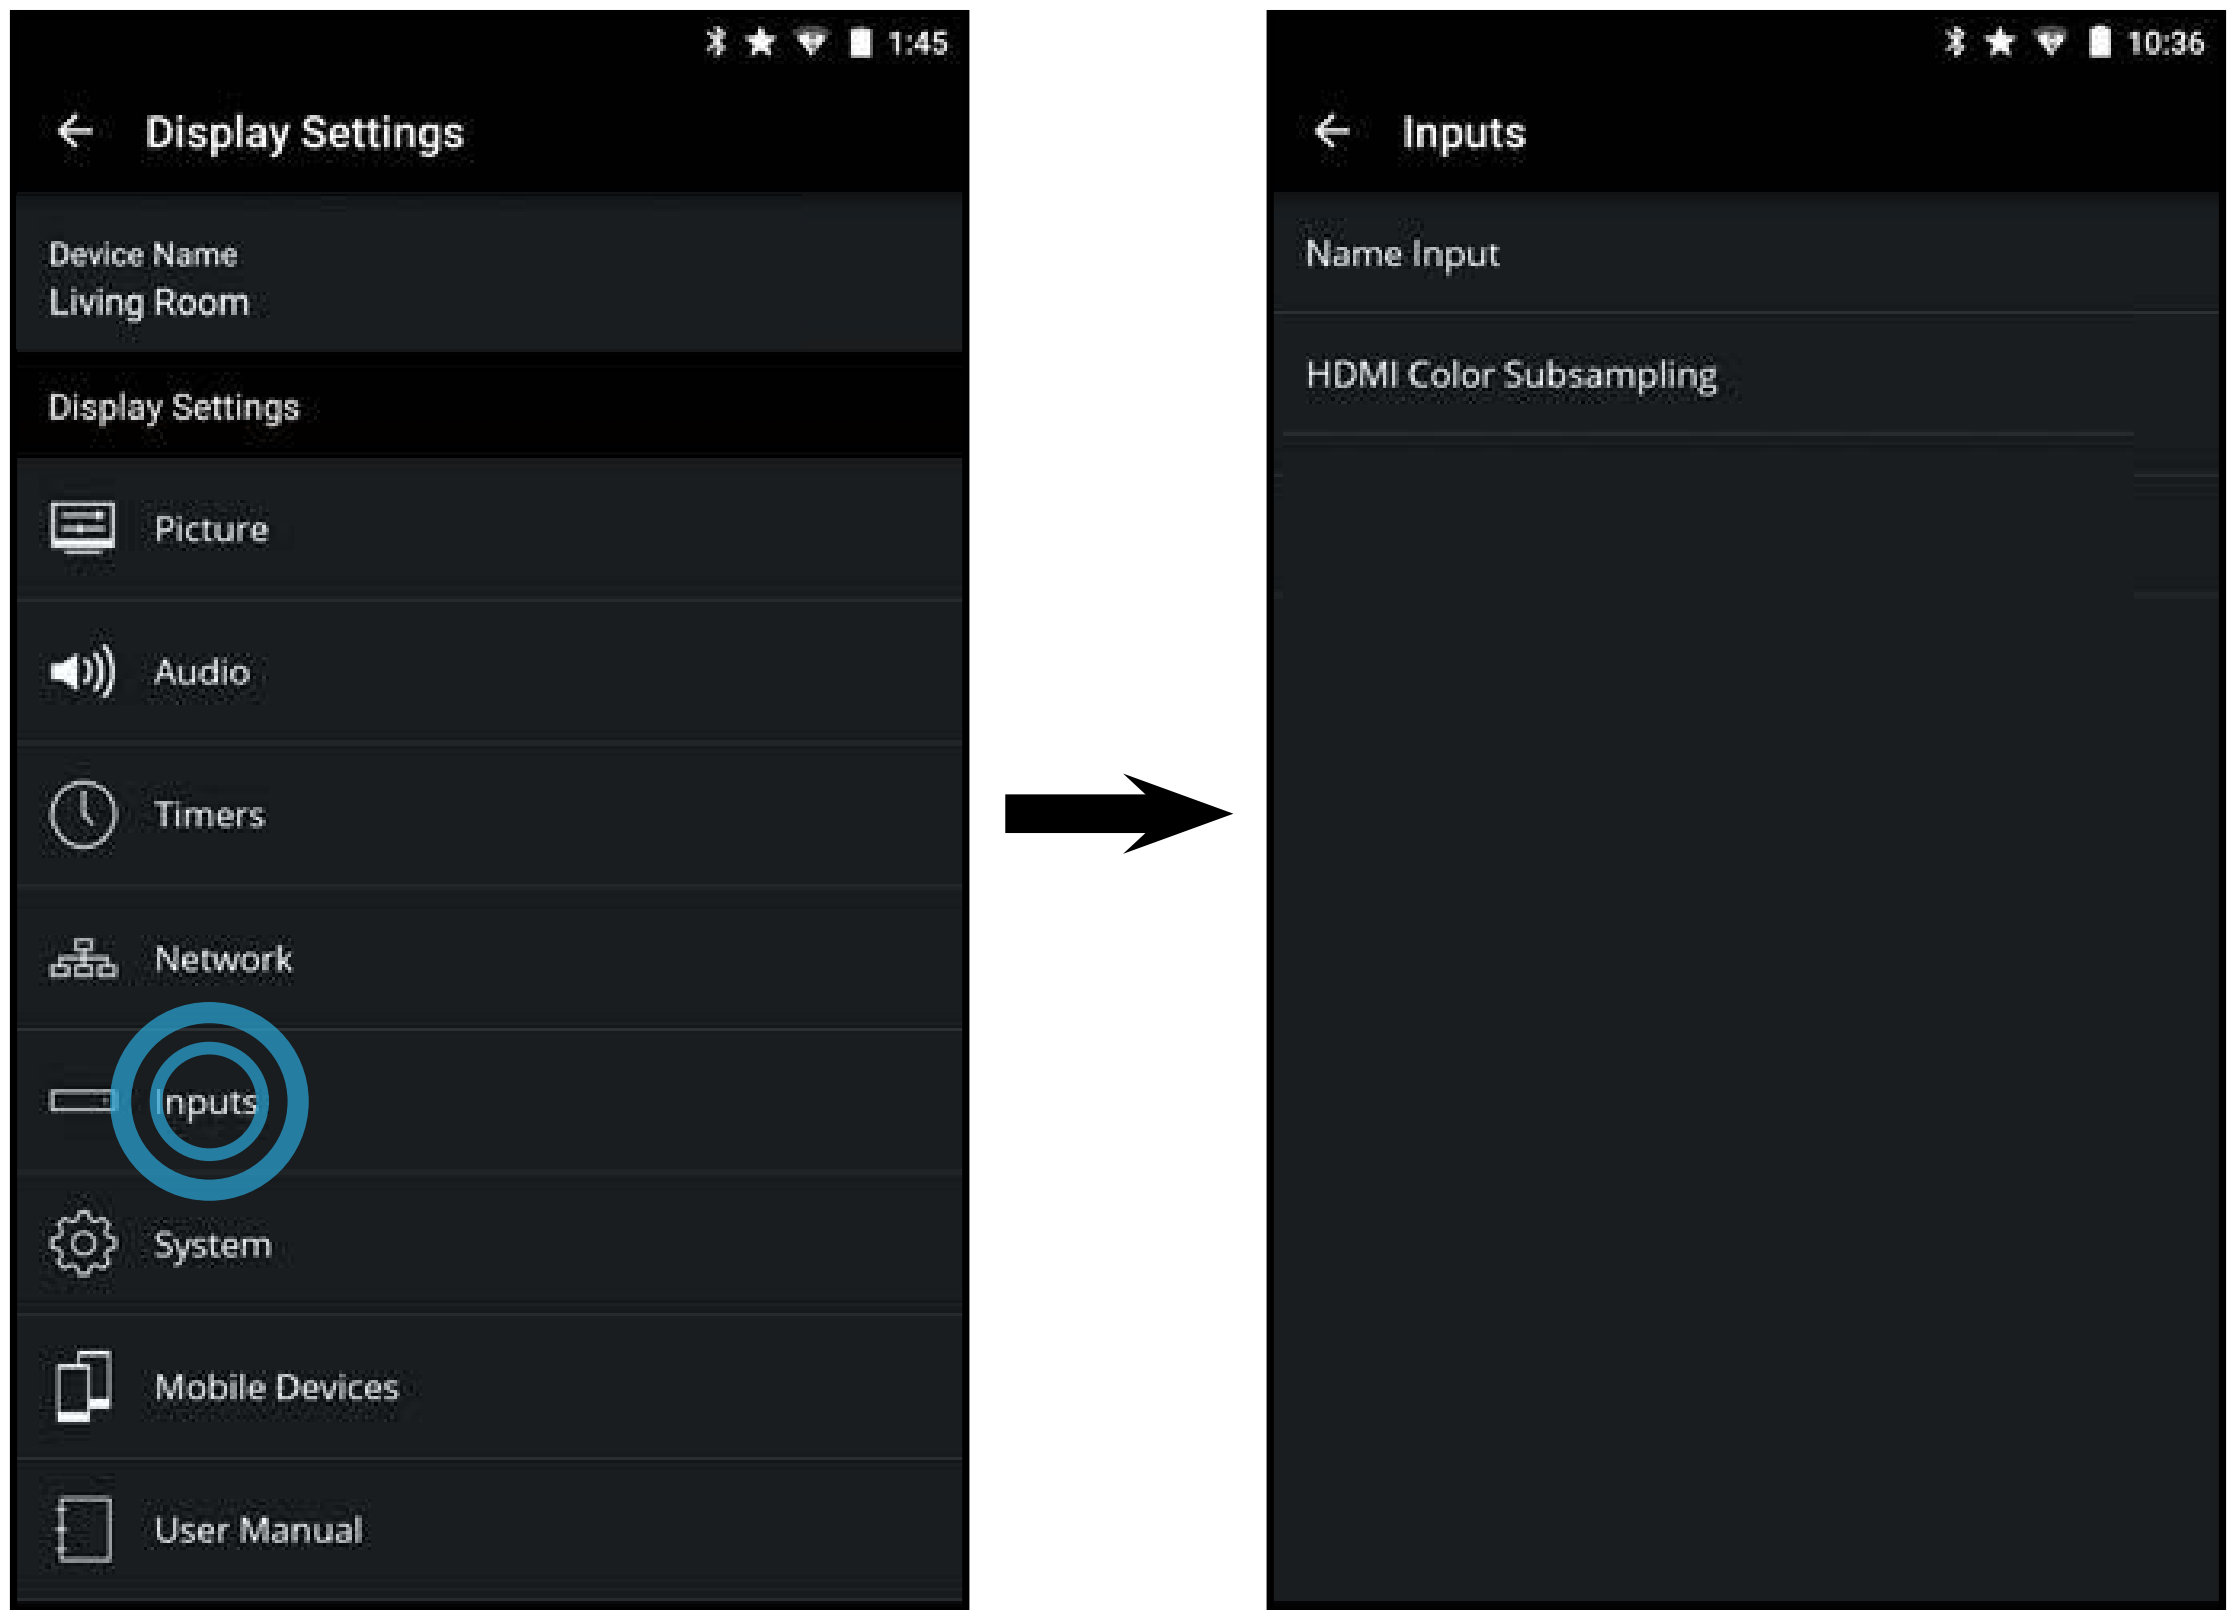 1:45
Display Settings
Device Name
Living Room
Display Settings
Picture
Audio
Timers
Network
Inputs
System
Mobile Devices
User Manual
10:36
Inputs
Name Input
HDMI Color Subsampling